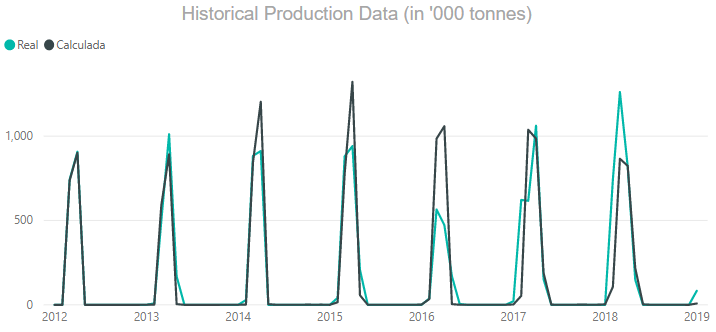 Historical Production Data (in '000 tonnes)
Real Calculada
1,000
500
0
2012 2013 2014 2015 2016 2017 2018 2019